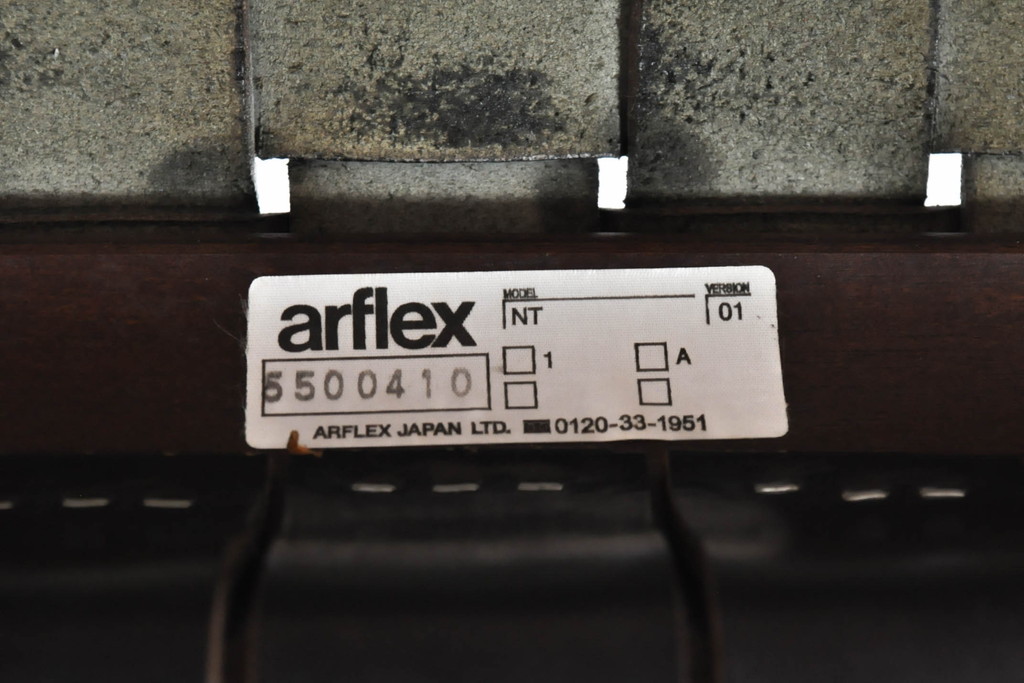 arflex
MODEL
NT
VERSION
01
5500410
1
A
ARFLEX JAPAN LTD. 0120-33-1951